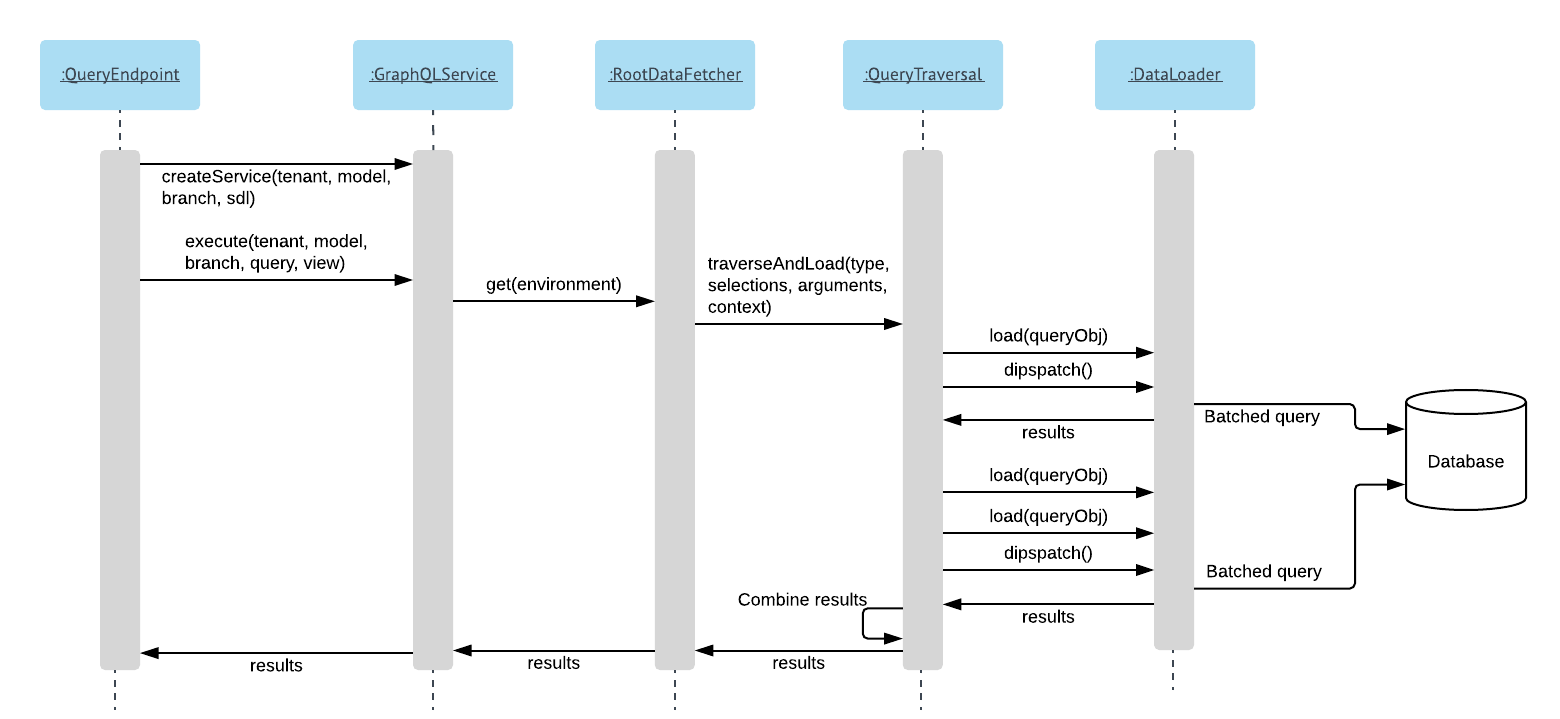 :QueryEndpoint
:GraphQLService
:RootDataFetcher
:QueryTraversal
:DataLoader
createService(tenant, model,
branch, sdl)
execute(tenant, model,
branch, query, view)
get(environment)
traverseAndLoad(type,
selections, arguments,
context)
load(queryObj)
dipspatch()
Batched query
results
Database
load(queryObj)
load(queryObj)
dipspatch()
Batched query
Combine results
results
results
results
results